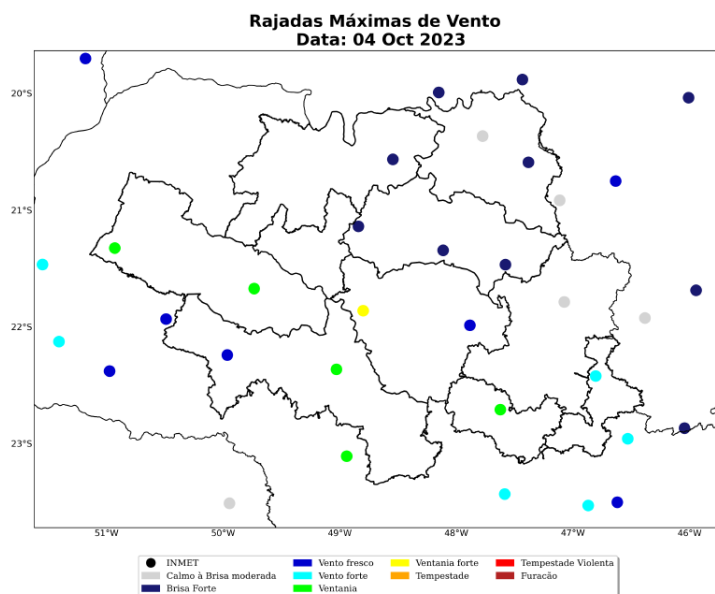 Rajadas Máximas de Vento
Data: 04 Oct 2023
20°S
21°S
22°S
23°S
51°W 50°W 49°W 48°W 47°W 46°W
INMET Vento fresco Ventania forte Tempestade Violenta
Calmo à Brisa moderada Vento forte Tempestade Furacão
Brisa Forte Ventania